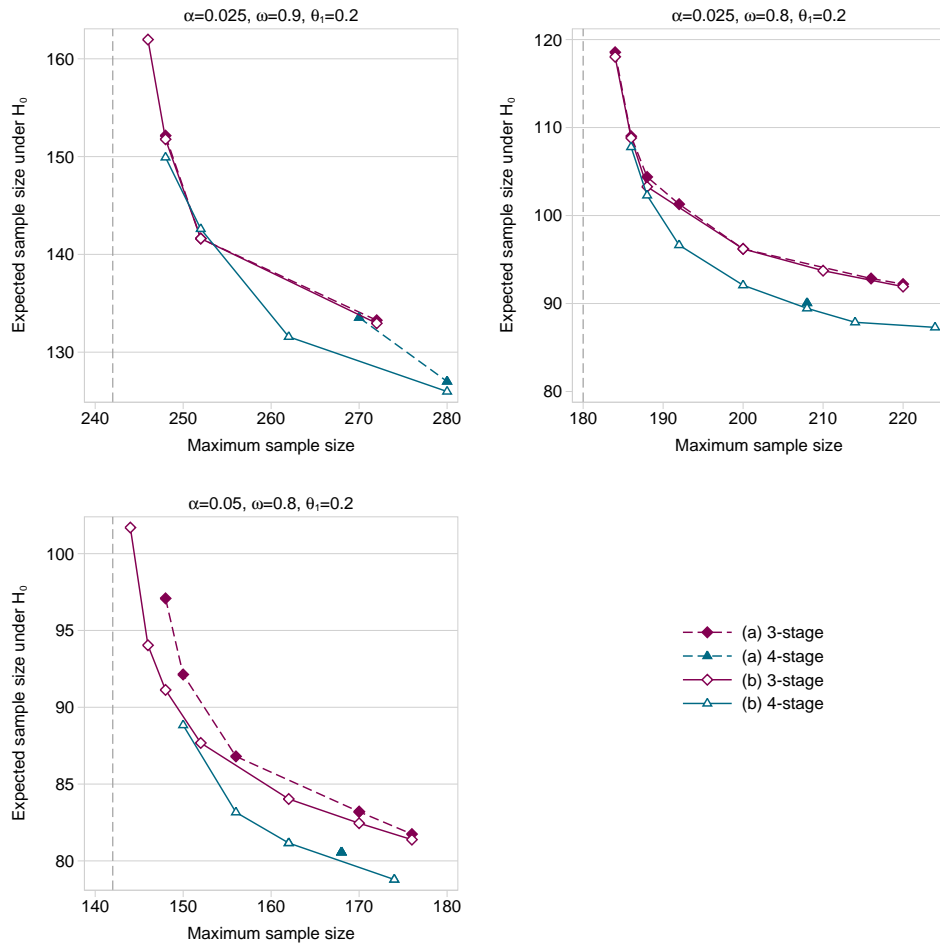 α=0.025, ω=0.9, θ₁=0.2
Expected sample size under H₀
160
150
140
130
240 250 260 270 280
Maximum sample size
α=0.025, ω=0.8, θ₁=0.2
Expected sample size under H₀
120
110
100
90
80
180 190 200 210 220
Maximum sample size
α=0.05, ω=0.8, θ₁=0.2
Expected sample size under H₀
100
95
90
85
80
140 150 160 170 180
Maximum sample size
(a) 3-stage
(a) 4-stage
(b) 3-stage
(b) 4-stage